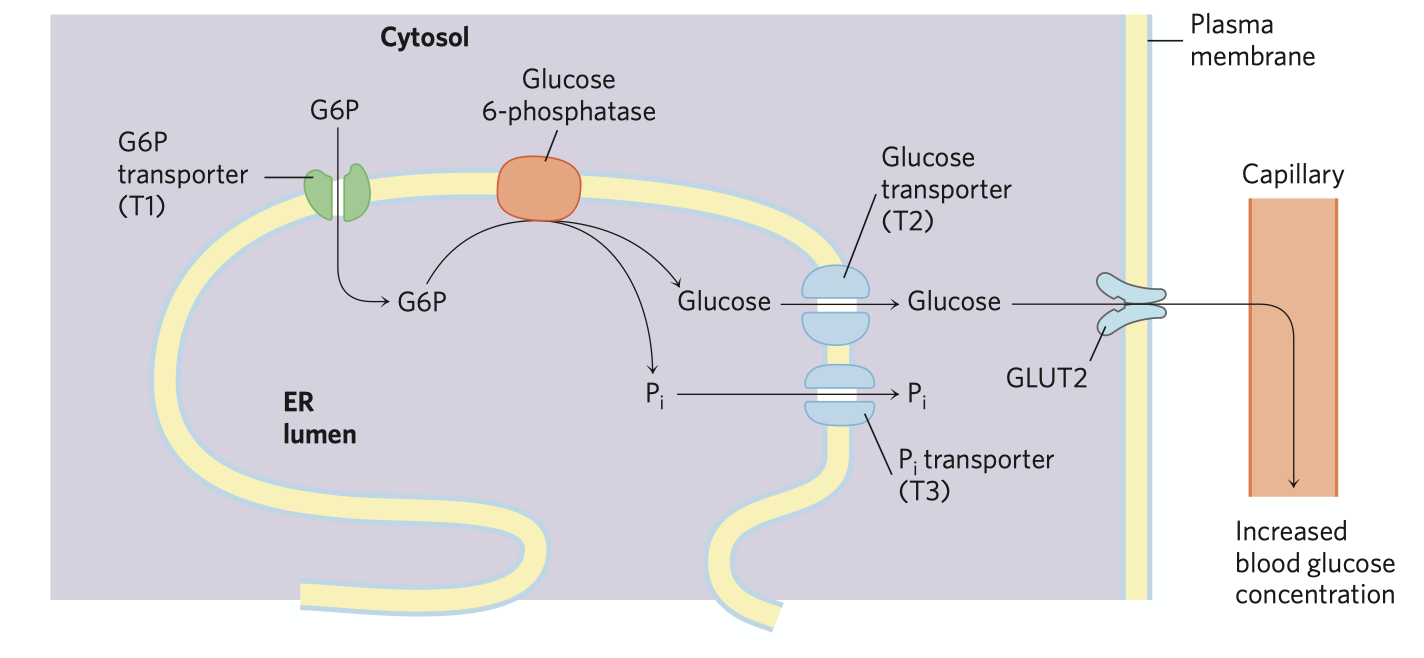 Cytosol
Plasma
membrane
Glucose
6-phosphatase
G6P
G6P
transporter
(T1)
Glucose
transporter
(T2)
Capillary
G6P
Glucose
Glucose
GLUT2
ER
lumen
Pi
Pi
Pi transporter
(T3)
Increased
blood glucose
concentration